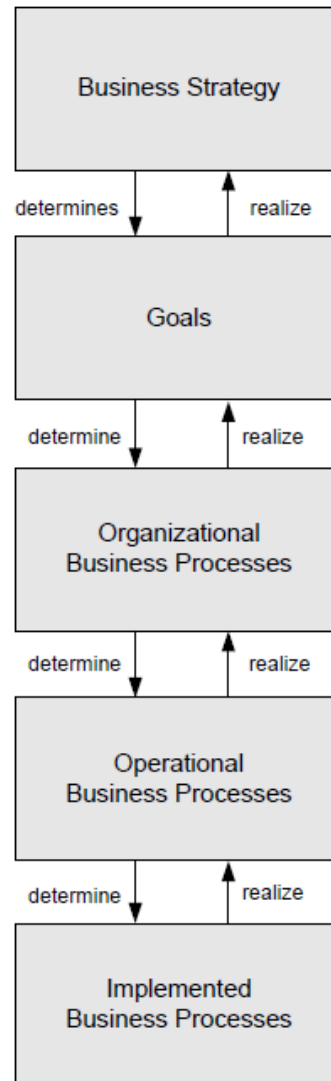 Business Strategy
determines realize
Goals
determine realize
Organizational
Business Processes
determine realize
Operational
Business Processes
determine realize
Implemented
Business Processes